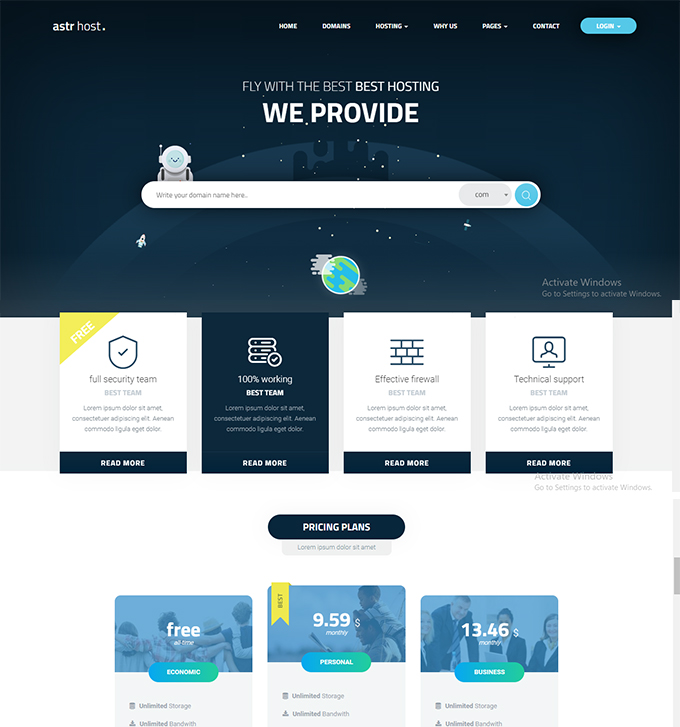 astr host.
HOME DOMAINS HOSTING WHY US PAGES CONTACT LOGIN
FLY WITH THE BEST BEST HOSTING
WE PROVIDE
Write your domain name here..
com
Activate Windows
Go to Settings to activate Windows.
FREE
full security team
BEST TEAM
Lorem ipsum dolor sit amet,
consectetuer adipiscing elit. Aenean
commodo ligula eget dolor.
READ MORE
100% working
BEST TEAM
Lorem ipsum dolor sit amet,
consectetuer adipiscing elit. Aenean
commodo ligula eget dolor.
READ MORE
Effective firewall
BEST TEAM
Lorem ipsum dolor sit amet,
consectetuer adipiscing elit. Aenean
commodo ligula eget dolor.
READ MORE
Technical support
BEST TEAM
Lorem ipsum dolor sit amet,
consectetuer adipiscing elit. Aenean
commodo ligula eget dolor.
READ MORE
Activate Windows
Go to Settings to activate Windows.
PRICING PLANS
Lorem ipsum dolor sit amet
free
all-time
ECONOMIC
Unlimited Storage
Unlimited Bandwith
BEST
9.59 $
monthly
PERSONAL
Unlimited Storage
Unlimited Bandwith
13.46 $
monthly
BUSINESS
Unlimited Storage
Unlimited Bandwith